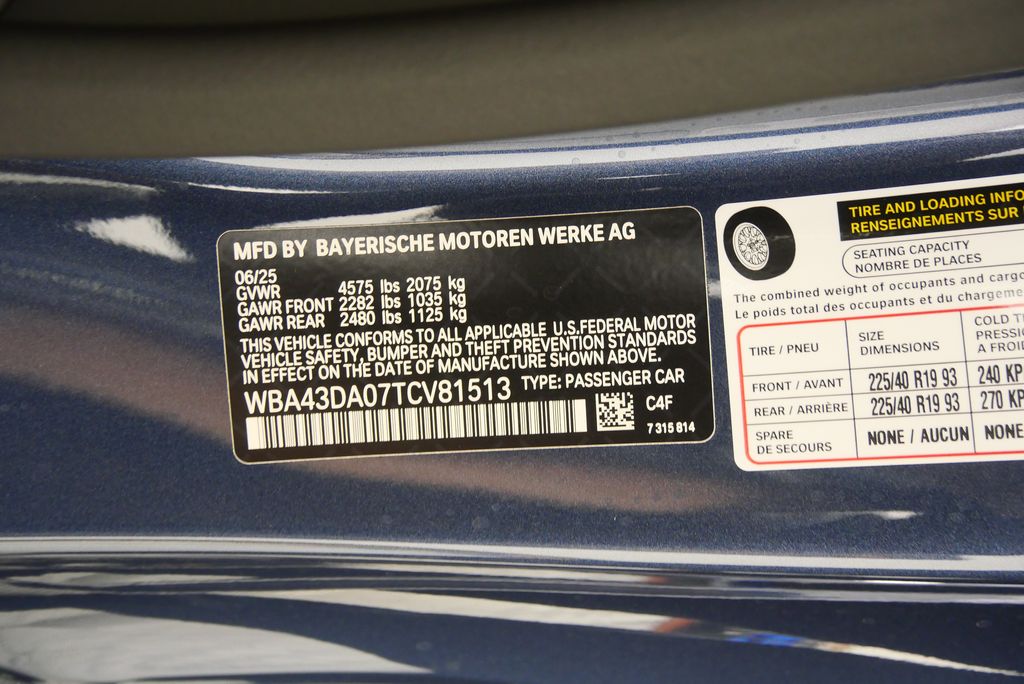 MFD BY BAYERISCHE MOTOREN WERKE AG
06/25
GVWR 4575 lbs 2075 kg
GAWR FRONT 2282 lbs 1035 kg
GAWR REAR 2480 lbs 1125 kg
THIS VEHICLE CONFORMS TO ALL APPLICABLE U.S.FEDERAL MOTOR
VEHICLE SAFETY, BUMPER AND THEFT PREVENTION STANDARDS
IN EFFECT ON THE DATE OF MANUFACTURE SHOWN ABOVE.
WBA43DA07TCV81513 TYPE: PASSENGER CAR
C4F
7 315 814
TIRE AND LOADING INFO
RENSEIGNEMENTS SUR
SEATING CAPACITY
NOMBRE DE PLACES
The combined weight of occupants and cargo
Le poids total des occupants et du chargeme
TIRE / PNEU
SIZE
DIMENSIONS
COLD TI
PRESSI
A FROI
FRONT / AVANT 225/40 R19 93 240 KP
REAR / ARRIÈRE 225/40 R19 93 270 KP
SPARE
DE SECOURS
NONE / AUCUN NONE